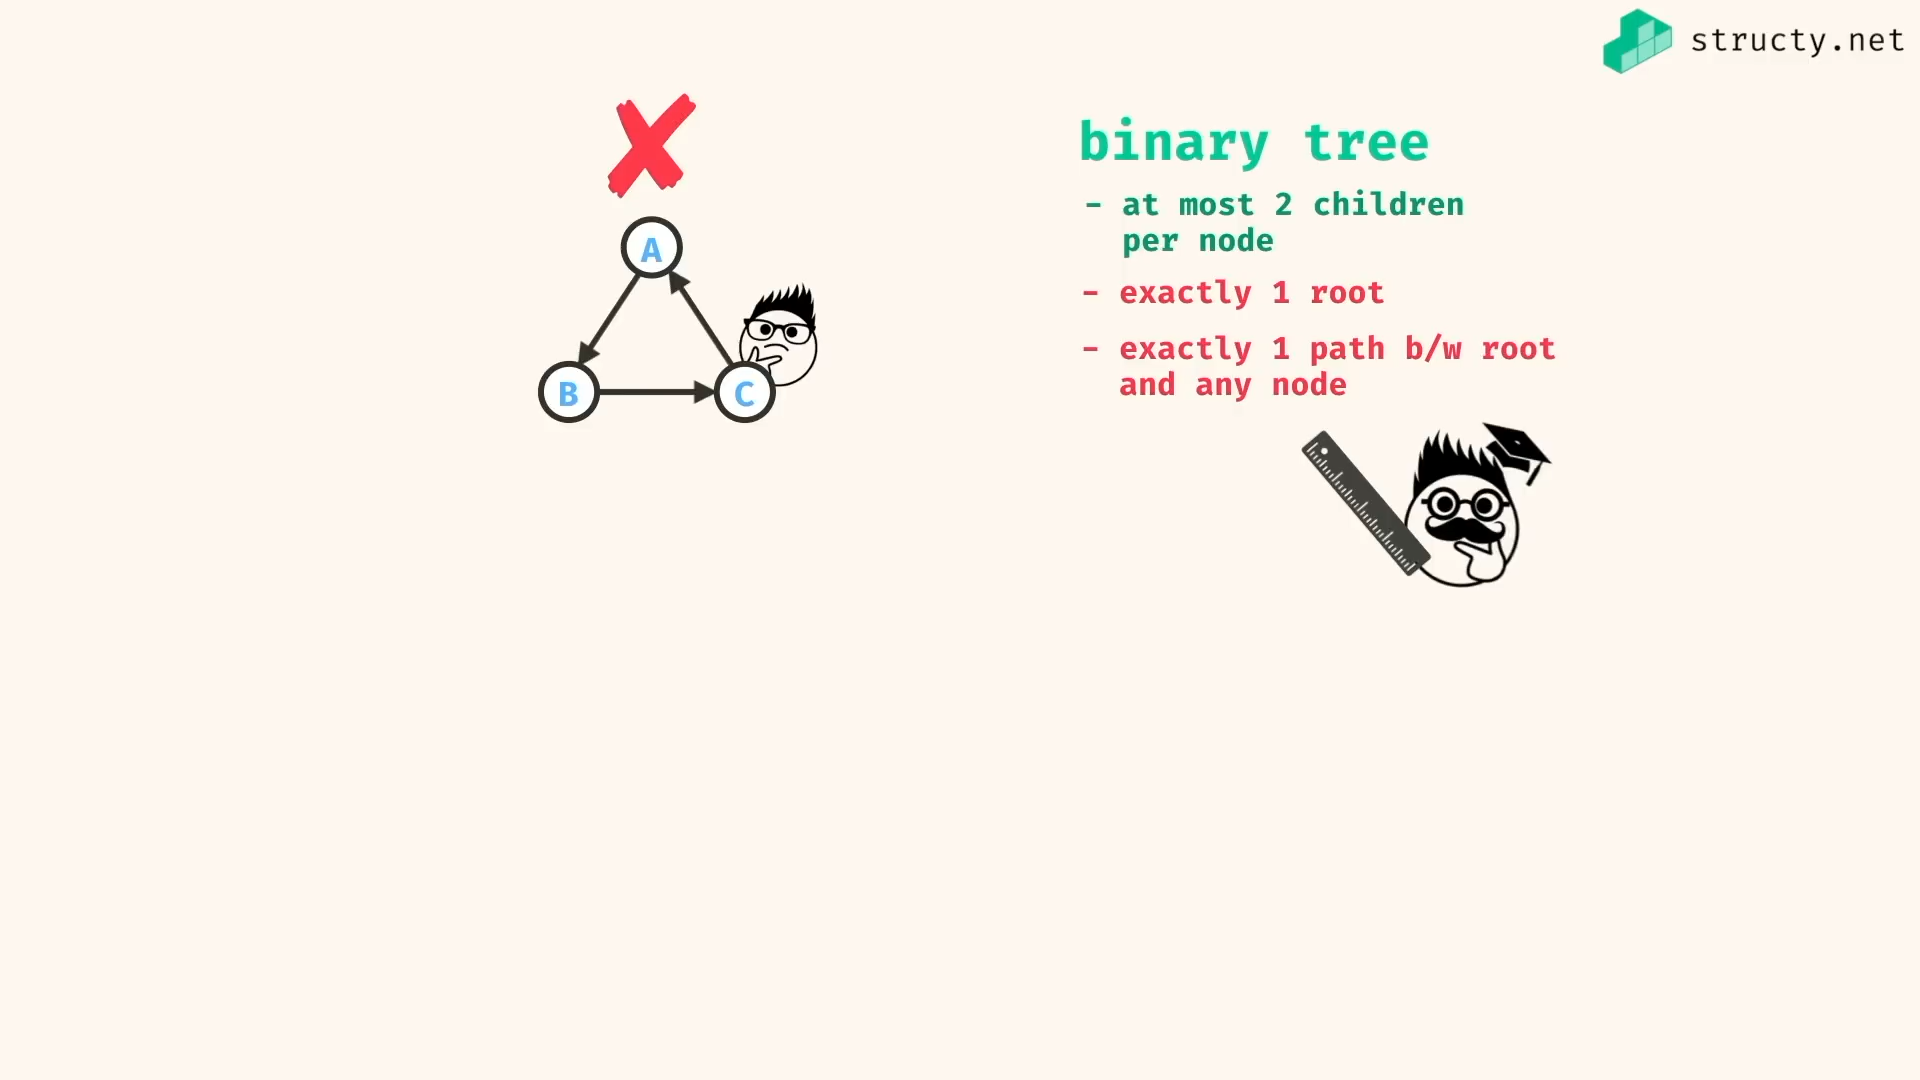 structy.net
binary tree
- at most 2 children
per node
- exactly 1 root
- exactly 1 path b/w root
and any node
A
B
C